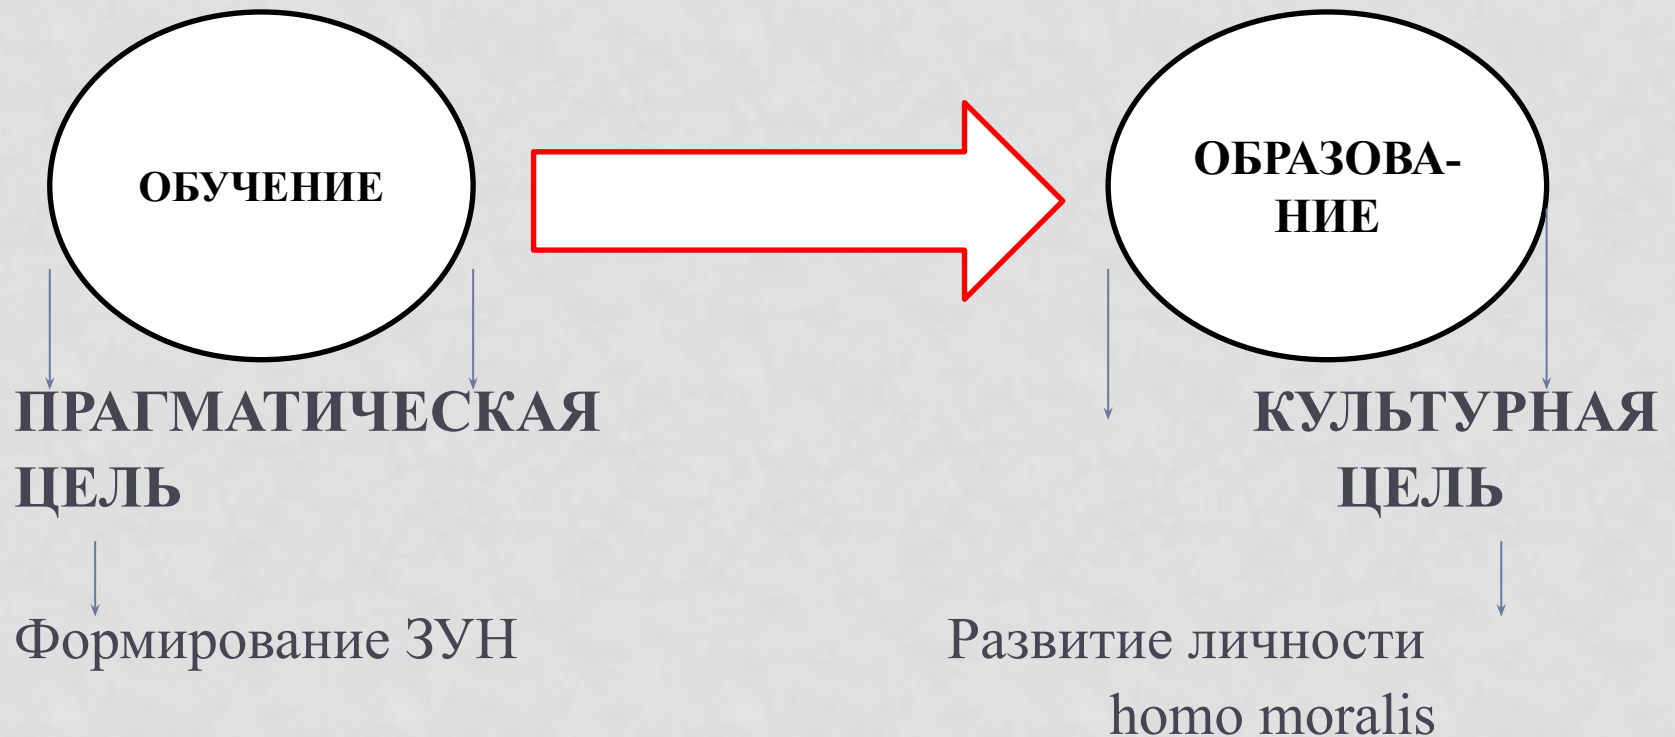 ОБУЧЕНИЕ
ОБРАЗОВА-
НИЕ
ПРАГМАТИЧЕСКАЯ
ЦЕЛЬ
КУЛЬТУРНАЯ
ЦЕЛЬ
Формирование ЗУН
Развитие личности
homo moralis